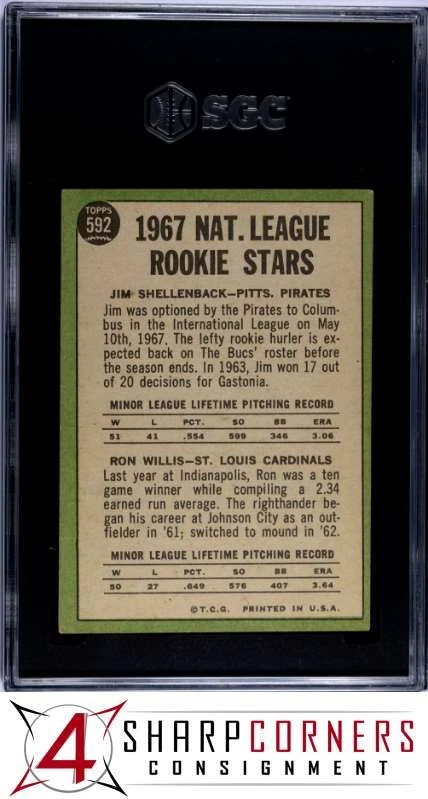 SGC
TOPPS
592
1967 NAT. LEAGUE
ROOKIE STARS
JIM SHELLENBACK—PITTS. PIRATES
Jim was optioned by the Pirates to Colum-
bus in the International League on May
10th, 1967. The lefty rookie hurler is ex-
pected back on The Bucs' roster before
the season ends. In 1963, Jim won 17 out
of 20 decisions for Gastonia.
MINOR LEAGUE LIFETIME PITCHING RECORD
W L PCT. SO BB ERA
51 41 .554 599 346 3.06
RON WILLIS—ST. LOUIS CARDINALS
Last year at Indianapolis, Ron was a ten
game winner while compiling a 2.34
earned run average. The righthander be-
gan his career at Johnson City as an out-
fielder in '61; switched to mound in '62.
MINOR LEAGUE LIFETIME PITCHING RECORD
W L PCT. SO BB ERA
50 27 .649 576 407 3.64
©T.C.G. PRINTED IN U.S.A.
4 SHARPCORNERS
CONSIGNMENT